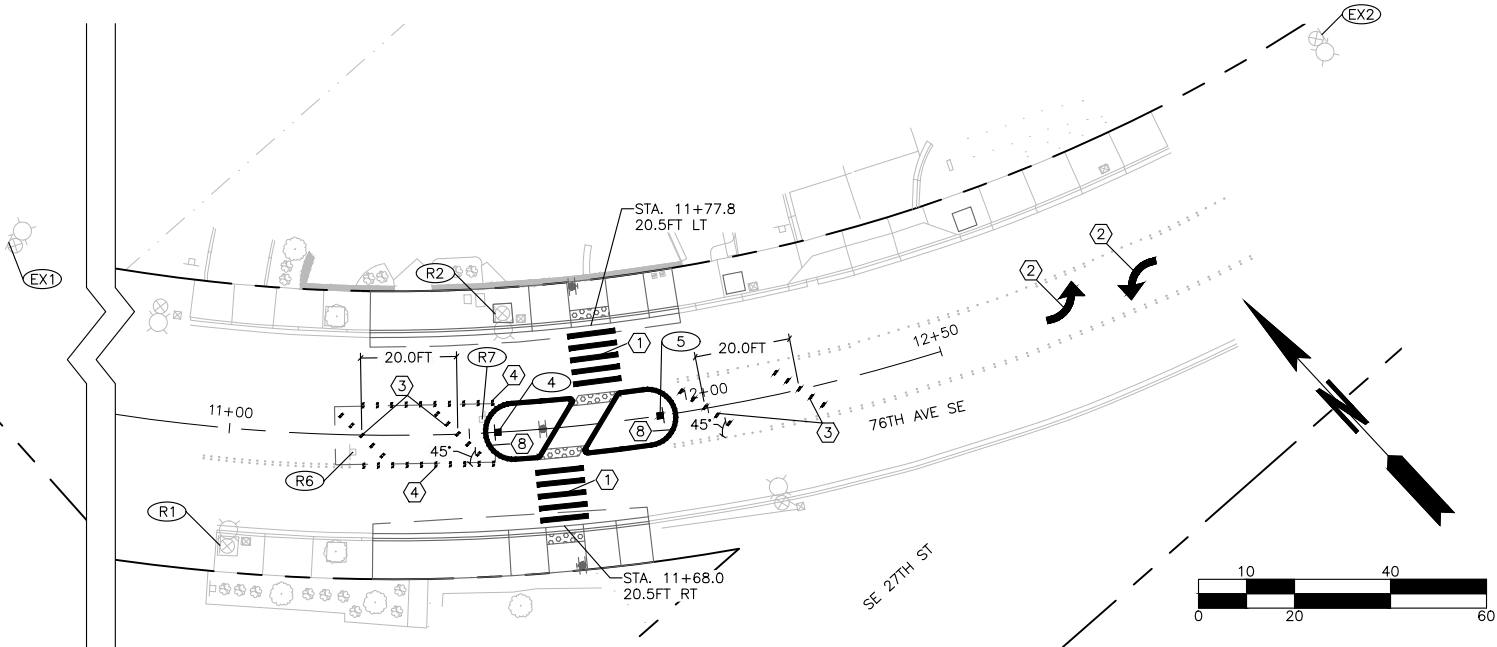 EX2
STA. 11+77.8
20.5FT LT
2
2
EX1
R2
12+50
1
5
20.0FT
20.0FT
R7
3
4
4
12+00
11+00
76TH AVE SE
3
45°
8
8
45°
R6
4
1
R1
SE 27TH ST
STA. 11+68.0
20.5FT RT
N
10
40
0
20
60